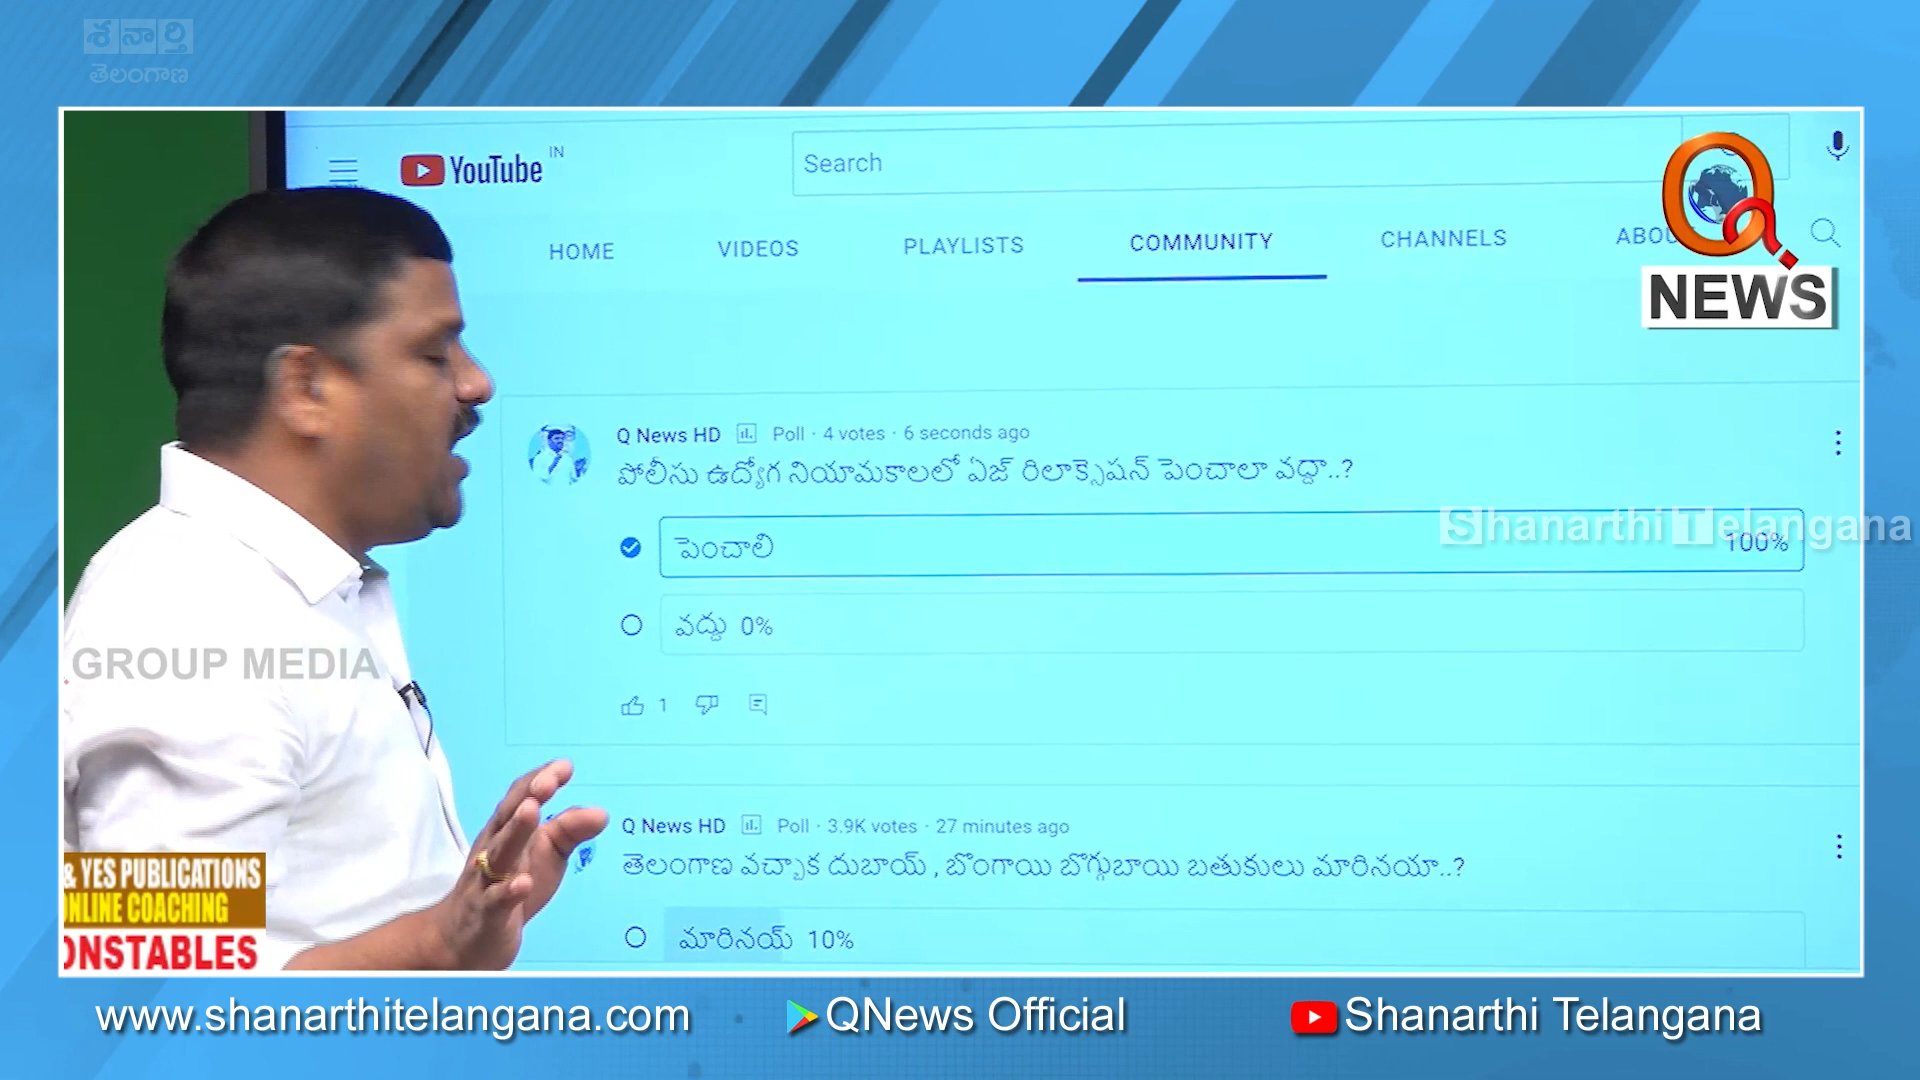 శనార్తి
తెలంగాణ
YouTube IN
Search
HOME VIDEOS PLAYLISTS COMMUNITY CHANNELS ABOU
Q
NEWS
Q News HD Poll · 4 votes · 6 seconds ago
పోలీసు ఉద్యోగ నియామకాలలో ఏజ్ రిలాక్సెషన్ పెంచాలా వద్దా..?
పెంచాలి 100%
Shanarthi Telangana
వద్దు 0%
1
GROUP MEDIA
Q News HD Poll · 3.9K votes · 27 minutes ago
తెలంగాణ వచ్చాక దుబాయ్ , బొంగాయి బొగ్గుబాయి బతుకులు మారినయా..?
మారినయ్ 10%
& YES PUBLICATIONS
NLINE COACHING
ONSTABLES
www.shanarthitelangana.com QNews Official Shanarthi Telangana